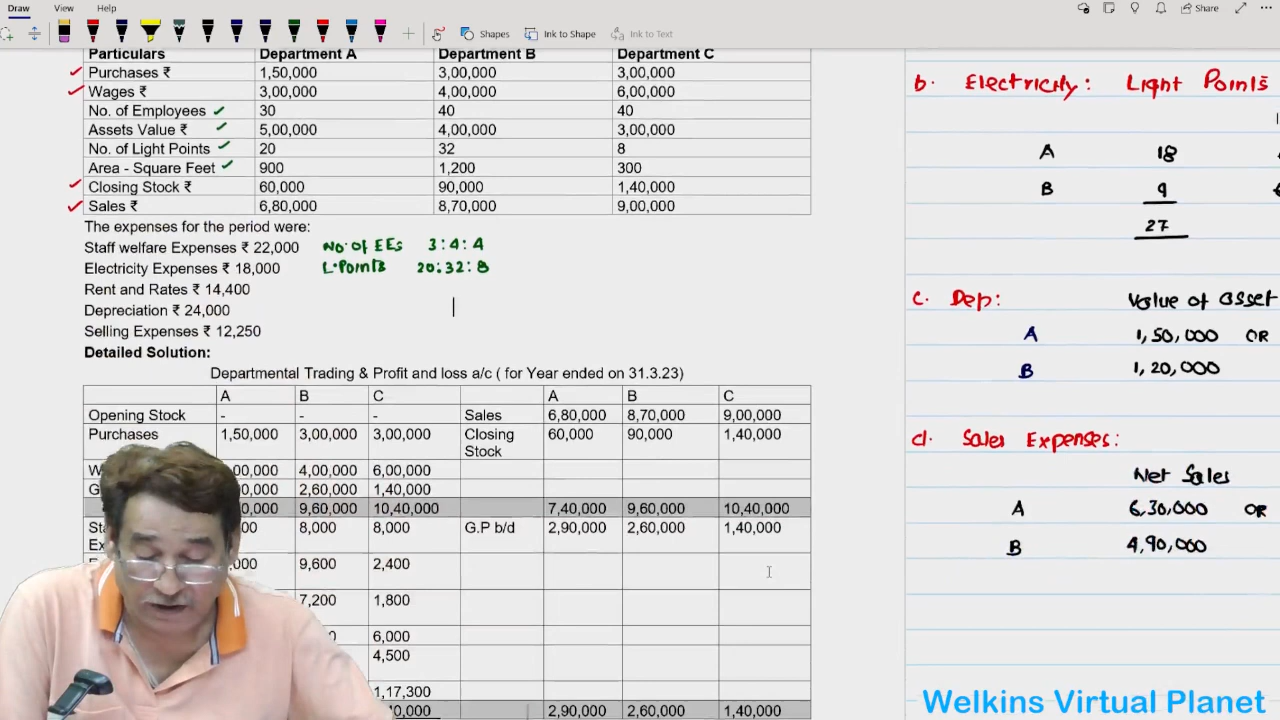 Draw View Share
Shapes Ink to Shape Ink to Text
Particulars Department A Department B Department C
Purchases ₹ 1,50,000 3,00,000 3,00,000
Wages ₹ 3,00,000 4,00,000 6,00,000
No. of Employees 30 40 40
Assets Value ₹ 5,00,000 4,00,000 3,00,000
No. of Light Points 20 32 8
Area - Square Feet 900 1,200 300
Closing Stock ₹ 60,000 90,000 1,40,000
Sales ₹ 6,80,000 8,70,000 9,00,000
The expenses for the period were:
Staff welfare Expenses ₹ 22,000 No. of EEs 3:4:4
Electricity Expenses ₹ 18,000 L.Points 20:32:8
Rent and Rates ₹ 14,400
Depreciation ₹ 24,000
Selling Expenses ₹ 12,250
Detailed Solution:
Departmental Trading & Profit and loss a/c ( for Year ended on 31.3.23)
A B C A B C
Opening Stock - - - Sales 6,80,000 8,70,000 9,00,000
Purchases 1,50,000 3,00,000 3,00,000 Closing 60,000 90,000 1,40,000
Stock
4,00,000 6,00,000
2,60,000 1,40,000
9,60,000 10,40,000 7,40,000 9,60,000 10,40,000
8,000 8,000 G.P b/d 2,90,000 2,60,000 1,40,000
9,600 2,400
7,200 1,800
6,000
4,500
1,17,300
2,90,000 2,60,000 1,40,000
b. Electricity: Light Points
A 18
B 9
27
c. Dep: Value of asset
A 1,50,000 OR
B 1,20,000
d. Sales Expenses:
Net Sales
A 6,30,000 OR
B 4,90,000
Welkins Virtual Planet